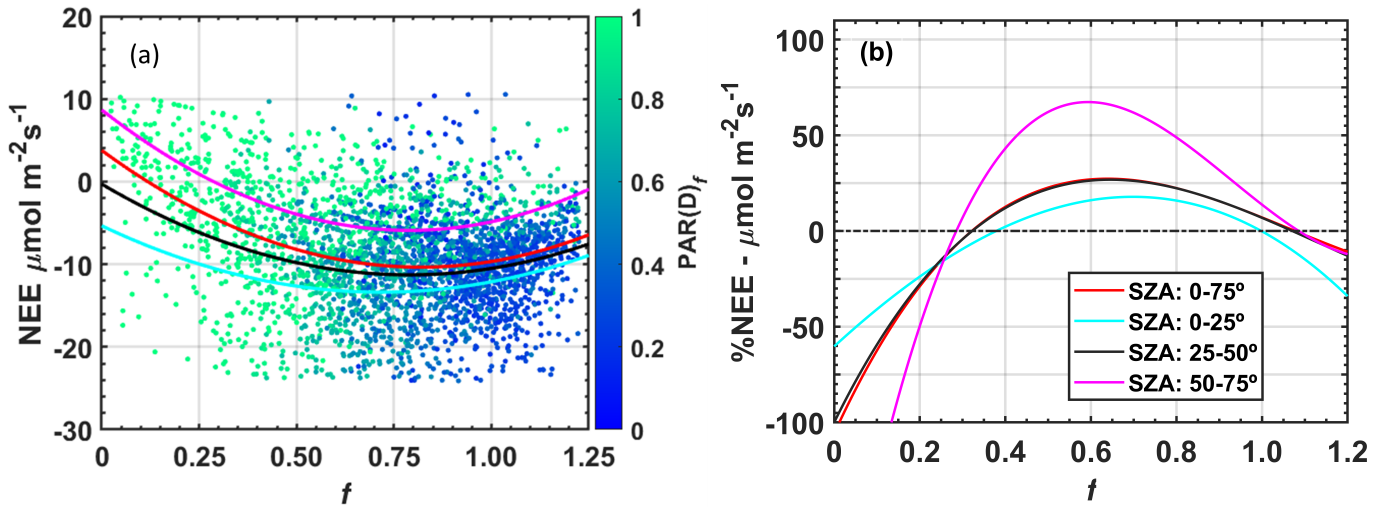 (a)
20
10
0
-10
-20
-30
NEE μmol m⁻²s⁻¹
0 0.25 0.50 0.75 1.00 1.25
f
1
0.8
0.6
0.4
0.2
0
PAR(D)f
(b)
100
50
0
-50
-100
%NEE - μmol m⁻²s⁻¹
SZA: 0-75º
SZA: 0-25º
SZA: 25-50º
SZA: 50-75º
0 0.2 0.4 0.6 0.8 1.0 1.2
f